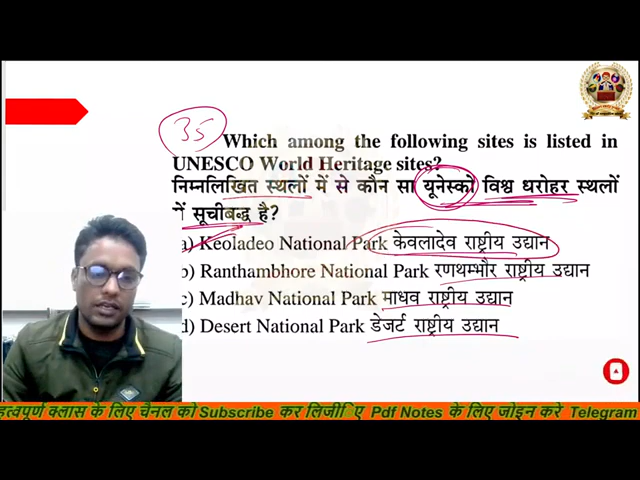 35
Which among the following sites is listed in
UNESCO World Heritage sites?
निम्नलिखित स्थलों में से कौन सा यूनेस्को विश्व धरोहर स्थलों
में सूचीबद्ध है?
a) Keoladeo National Park केवलादेव राष्ट्रीय उद्यान
b) Ranthambhore National Park रणथम्भौर राष्ट्रीय उद्यान
c) Madhav National Park माधव राष्ट्रीय उद्यान
d) Desert National Park डेजर्ट राष्ट्रीय उद्यान
हत्वपूर्ण क्लास के लिए चैनल को Subscribe कर लिजीिए Pdf Notes के लिए जोइन करे Telegram